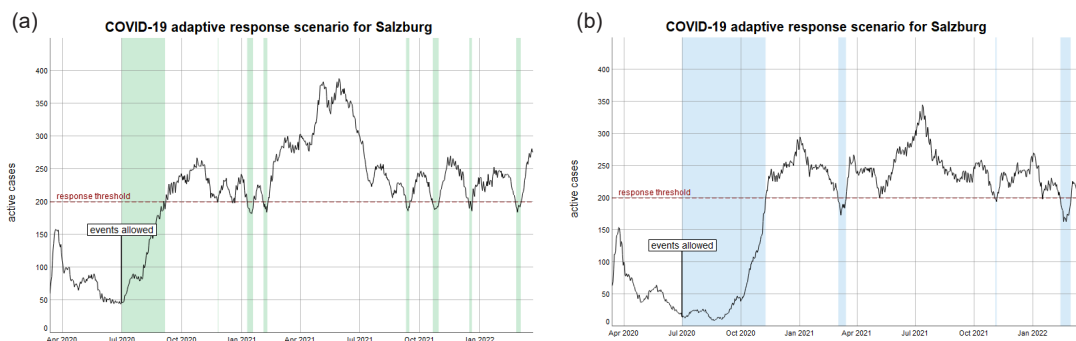 (a)
COVID-19 adaptive response scenario for Salzburg
400
350
300
250
200
150
100
50
0
active cases
response threshold
events allowed
Apr 2020 Jul 2020 Oct 2020 Jan 2021 Apr 2021 Jul 2021 Oct 2021 Jan 2022
(b)
COVID-19 adaptive response scenario for Salzburg
400
350
300
250
200
150
100
50
0
active cases
response threshold
events allowed
Apr 2020 Jul 2020 Oct 2020 Jan 2021 Apr 2021 Jul 2021 Oct 2021 Jan 2022